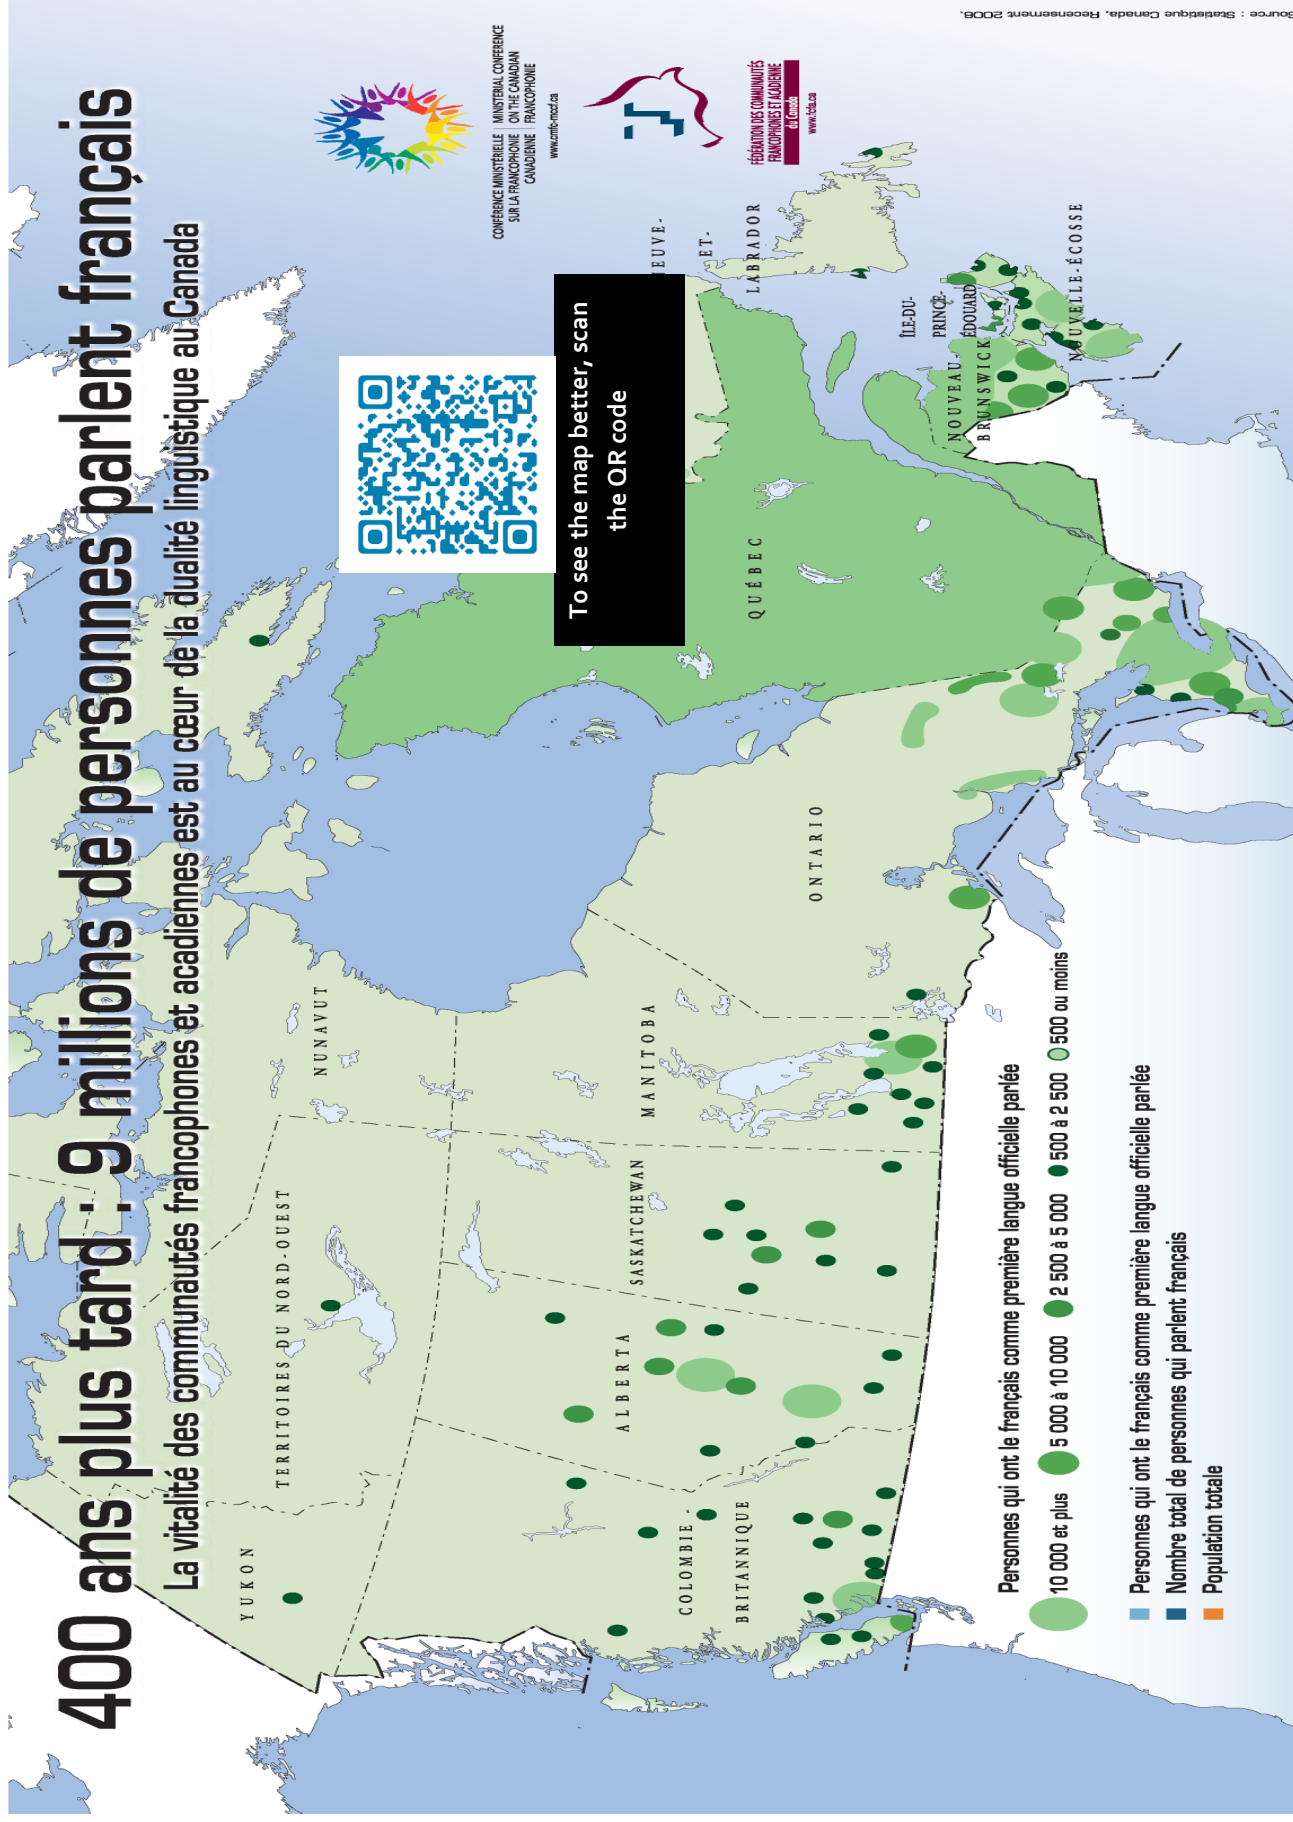 400 ans plus tard : 9 millions de personnes parlent français
La vitalité des communautés francophones et acadiennes est au cœur de la dualité linguistique au Canada
CONFÉRENCE MINISTÉRIELLE
SUR LA FRANCOPHONIE
CANADIENNE
MINISTERIAL CONFERENCE
ON THE CANADIAN
FRANCOPHONIE
www.cmfc-mccf.ca
FÉDÉRATION DES COMMUNAUTÉS
FRANCOPHONES ET ACADIENNE
du Canada
www.fcfa.ca
To see the map better, scan
the QR code
YUKON
TERRITOIRES DU NORD-OUEST
NUNAVUT
COLOMBIE-
BRITANNIQUE
ALBERTA
SASKATCHEWAN
MANITOBA
ONTARIO
QUÉBEC
EUVE-
ET-
LABRADOR
ÎLE-DU-
PRINCE-
ÉDOUARD
NOUVEAU-
BRUNSWICK
NOUVELLE-ÉCOSSE
Personnes qui ont le français comme première langue officielle parlée
10 000 et plus 5 000 à 10 000 2 500 à 5 000 500 à 2 500 500 ou moins
Personnes qui ont le français comme première langue officielle parlée
Nombre total de personnes qui parlent français
Population totale
Source : Statistique Canada, Recensement 2006.